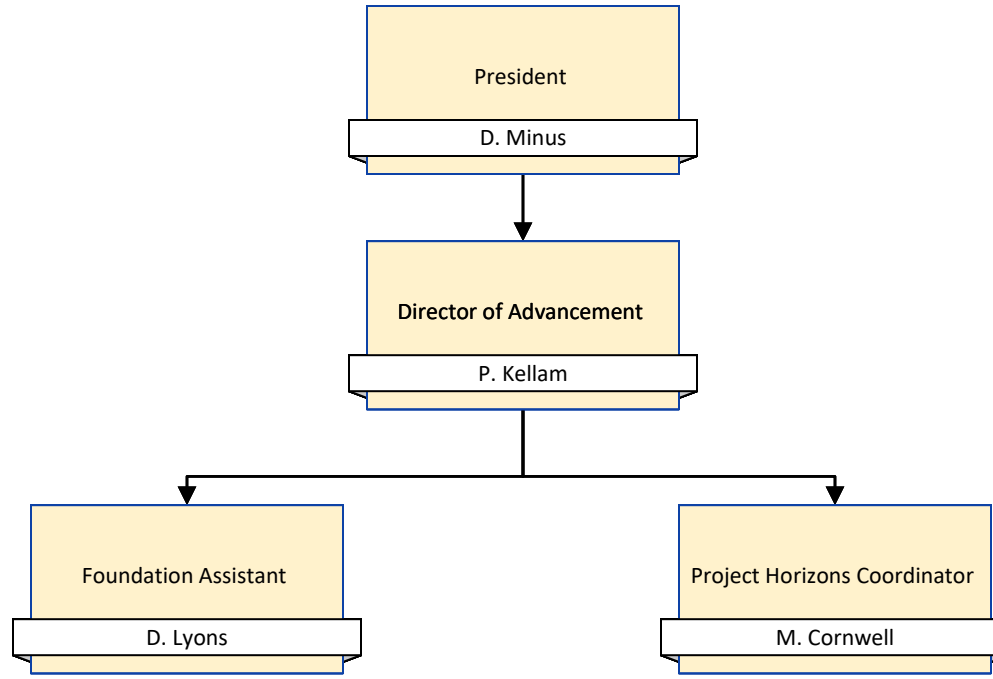 President
D. Minus
Director of Advancement
P. Kellam
Foundation Assistant
D. Lyons
Project Horizons Coordinator
M. Cornwell